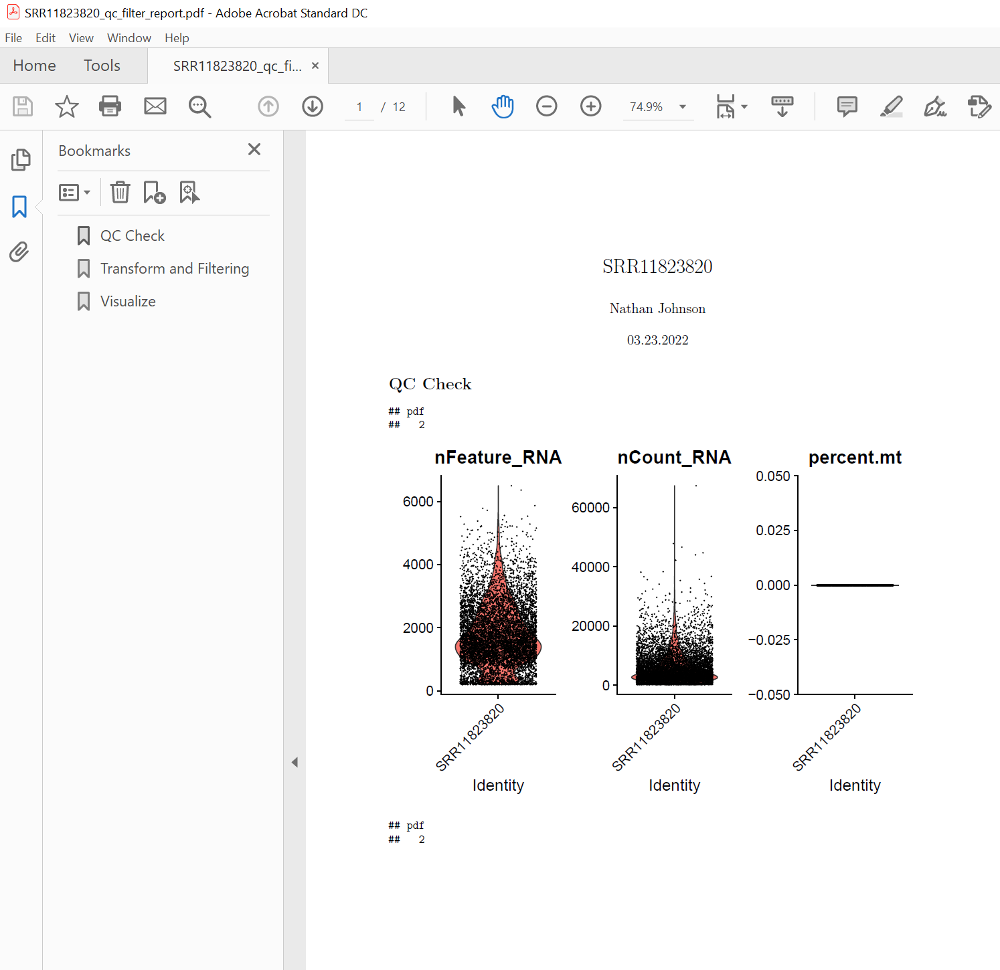 SRR11823820_qc_filter_report.pdf - Adobe Acrobat Standard DC
File Edit View Window Help
Home Tools SRR11823820_qc_fi... ×
1 / 12 74.9%
Bookmarks
QC Check
Transform and Filtering
Visualize
SRR11823820
Nathan Johnson
03.23.2022
QC Check
## pdf
## 2
nFeature_RNA nCount_RNA percent.mt
6000
4000
2000
0
SRR11823820
Identity
60000
40000
20000
0
SRR11823820
Identity
0.050
0.025
0.000
−0.025
−0.050
SRR11823820
Identity
## pdf
## 2